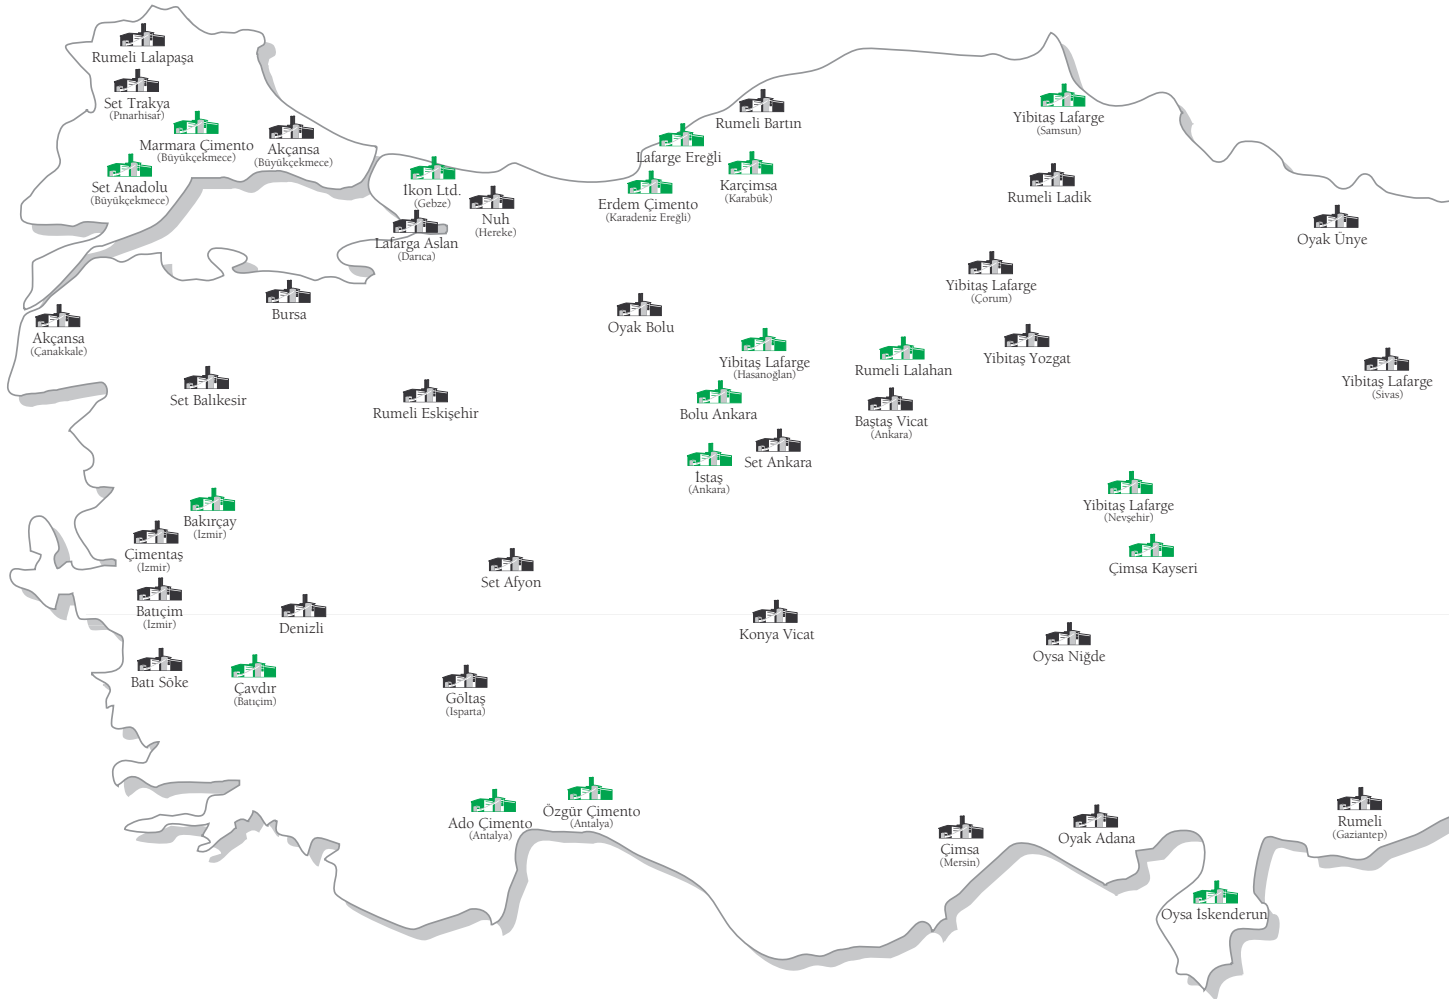 Rumeli Lalapaşa
Set Trakya
(Pınarhisar)
Marmara Çimento
(Büyükçekmece)
Akçansa
(Büyükçekmece)
Set Anadolu
(Büyükçekmece)
İkon Ltd.
(Gebze)
Nuh
(Hereke)
Lafarga Aslan
(Darıca)
Rumeli Bartın
Lafarge Ereğli
Karçimsa
(Karabük)
Erdem Çimento
(Karadeniz Ereğli)
Yibitaş Lafarge
(Samsun)
Rumeli Ladik
Oyak Ünye
Yibitaş Lafarge
(Çorum)
Bursa
Oyak Bolu
Akçansa
(Çanakkale)
Yibitaş Lafarge
(Hasanoğlan)
Rumeli Lalahan
Yibitaş Yozgat
Yibitaş Lafarge
(Sivas)
Set Balıkesir
Rumeli Eskişehir
Bolu Ankara
Baştaş Vicat
(Ankara)
Set Ankara
İstaş
(Ankara)
Yibitaş Lafarge
(Nevşehir)
Bakırçay
(Izmir)
Çimentaş
(Izmir)
Çimsa Kayseri
Set Afyon
Batıçim
(Izmir)
Denizli
Konya Vicat
Oysa Niğde
Batı Söke
Çavdır
(Batıçim)
Göltaş
(Isparta)
Ado Çimento
(Antalya)
Özgür Çimento
(Antalya)
Çimsa
(Mersin)
Oyak Adana
Rumeli
(Gaziantep)
Oysa İskenderun